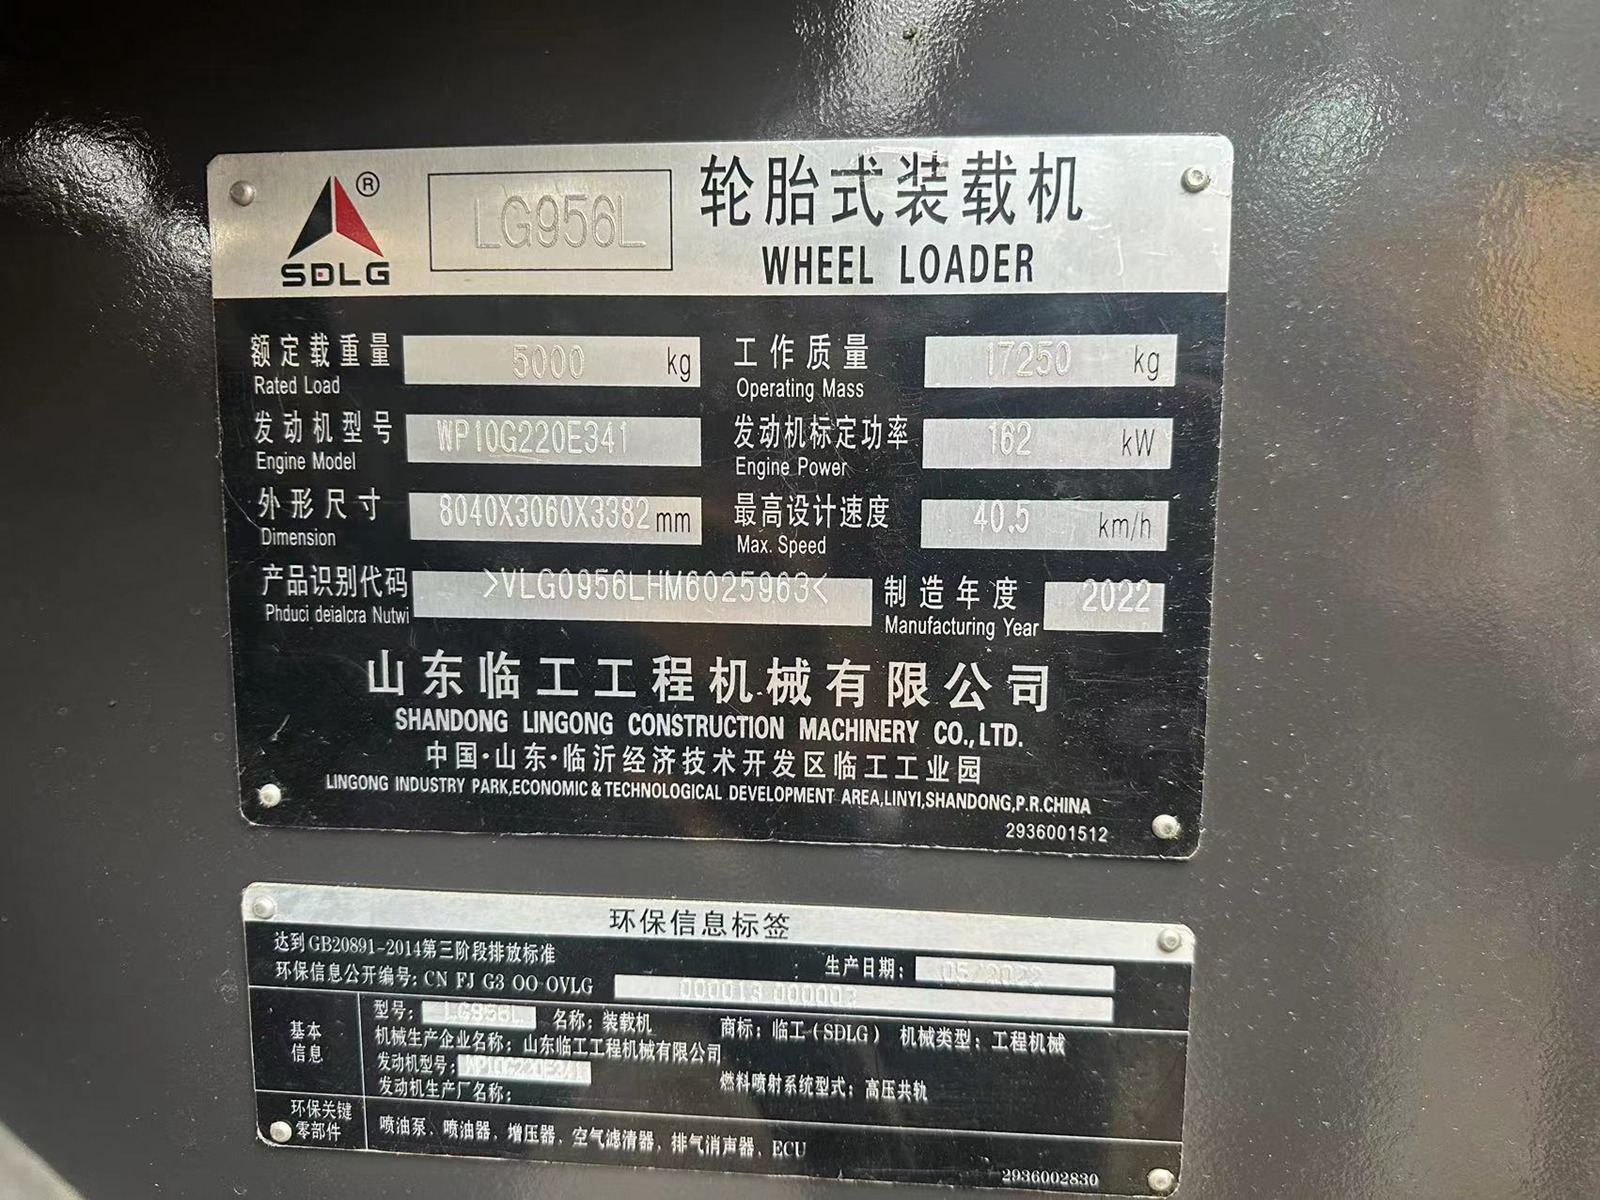 SDLG ®
LG956L
轮胎式装载机
WHEEL LOADER
额定载重量 5000 kg 工作质量 17250 kg
Rated Load Operating Mass
发动机型号 WP10G220E341 发动机标定功率 162 kW
Engine Model Engine Power
外形尺寸 8040X3060X3382 mm 最高设计速度 40.5 km/h
Dimension Max. Speed
产品识别代码 >VLG0956LHM6025963< 制造年度 2022
Phduci deialcra Nutwi Manufacturing Year
山东临工工程机械有限公司
SHANDONG LINGONG CONSTRUCTION MACHINERY CO.,LTD.
中国·山东·临沂经济技术开发区临工工业园
LINGONG INDUSTRY PARK,ECONOMIC & TECHNOLOGICAL DEVELOPMENT AREA,LINYI,SHANDONG,P.R.CHINA
2936001512
环保信息标签
达到GB20891-2014第三阶段排放标准
生产日期: 05/2022
环保信息公开编号: CN FJ G3 OO OVLG 000013 000002
基本信息
型号: LG956L 名称: 装载机 商标: 临工(SDLG) 机械类型: 工程机械
机械生产企业名称: 山东临工工程机械有限公司
发动机型号: WP10G220E341 燃料喷射系统型式: 高压共轨
发动机生产厂名称:
环保关键零部件
喷油泵、喷油器、增压器、空气滤清器、排气消声器、ECU
2936002830